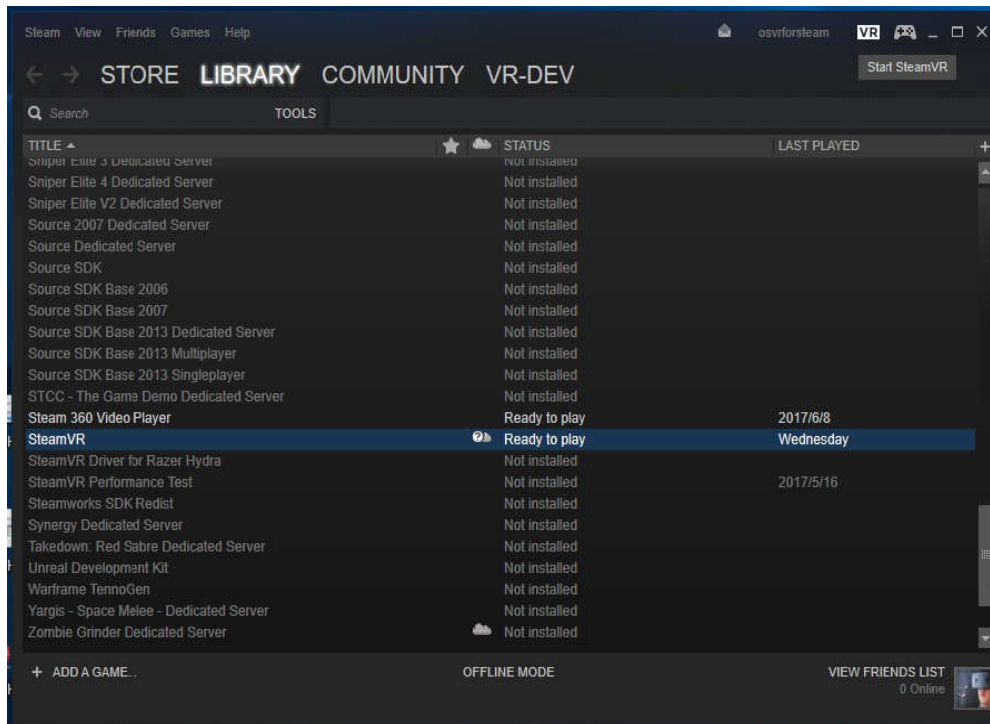 Steam View Friends Games Help osvrforsteam VR
STORE LIBRARY COMMUNITY VR-DEV Start SteamVR
Search TOOLS
TITLE STATUS LAST PLAYED
Sniper Elite 3 Dedicated Server Not installed
Sniper Elite 4 Dedicated Server Not installed
Sniper Elite V2 Dedicated Server Not installed
Source 2007 Dedicated Server Not installed
Source Dedicated Server Not installed
Source SDK Not installed
Source SDK Base 2006 Not installed
Source SDK Base 2007 Not installed
Source SDK Base 2013 Dedicated Server Not installed
Source SDK Base 2013 Multiplayer Not installed
Source SDK Base 2013 Singleplayer Not installed
STCC - The Game Demo Dedicated Server Not installed
Steam 360 Video Player Ready to play 2017/6/8
SteamVR Ready to play Wednesday
SteamVR Driver for Razer Hydra Not installed
SteamVR Performance Test Not installed 2017/5/16
Steamworks SDK Redist Not installed
Synergy Dedicated Server Not installed
Takedown: Red Sabre Dedicated Server Not installed
Unreal Development Kit Not installed
Warframe TennoGen Not installed
Yargis - Space Melee - Dedicated Server Not installed
Zombie Grinder Dedicated Server Not installed
+ ADD A GAME... OFFLINE MODE VIEW FRIENDS LIST
0 Online